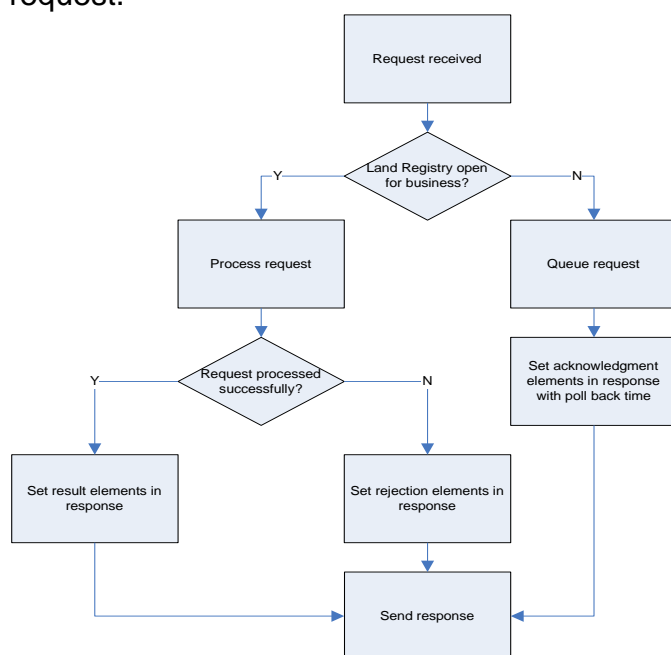 request.
Request received
Land Registry open
for business?
Y
N
Process request
Queue request
Request processed
successfully?
Set acknowledgment
elements in response
with poll back time
Y
N
Set result elements in
response
Set rejection elements in
response
Send response